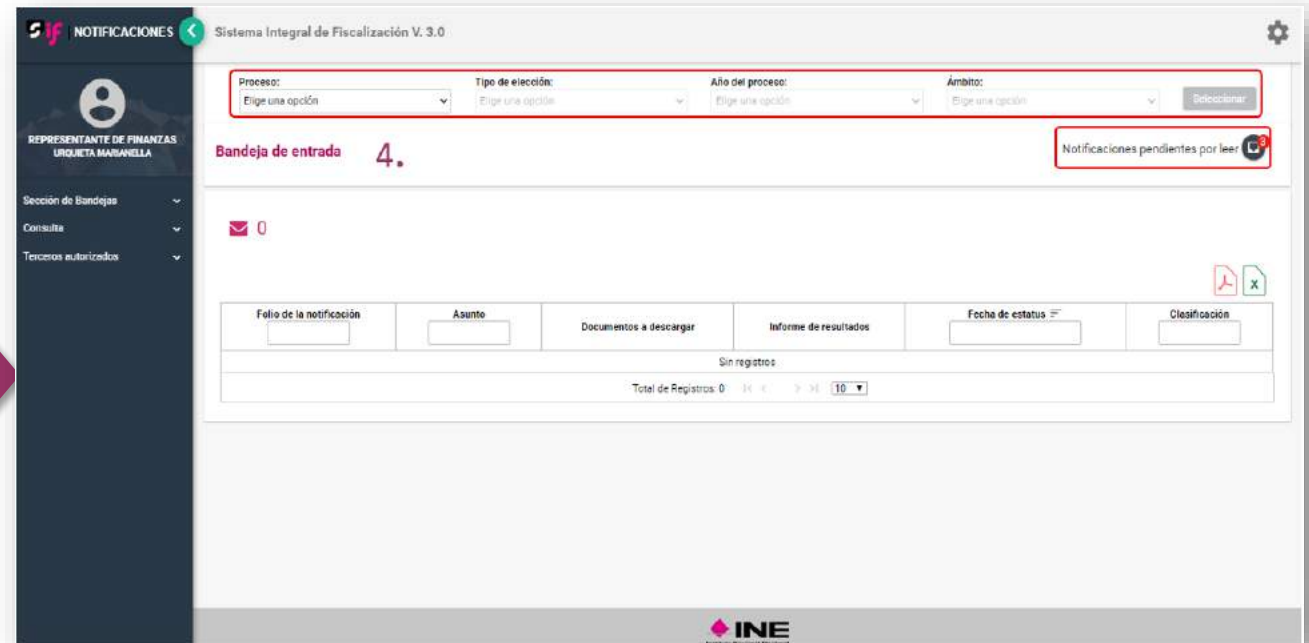 SIF NOTIFICACIONES
Sistema Integral de Fiscalización V. 3.0
Proceso: Tipo de elección: Año del proceso: Ámbito:
Elige una opción Elige una opción Elige una opción Elige una opción Seleccionar
REPRESENTANTE DE FINANZAS
URQUIETA MARIANELLA
Bandeja de entrada 4. Notificaciones pendientes por leer 3
Sección de Bandejas
Consulta
Terceros autorizados
0
Folio de la notificación Asunto Documentos a descargar Informe de resultados Fecha de estatus Clasificación
Sin registros
Total de Registros: 0 10
INE